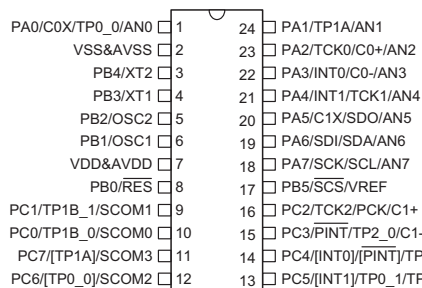 PA0/C0X/TP0_0/AN0 1 24 PA1/TP1A/AN1
VSS&AVSS 2 23 PA2/TCK0/C0+/AN2
PB4/XT2 3 22 PA3/INT0/C0-/AN3
PB3/XT1 4 21 PA4/INT1/TCK1/AN4
PB2/OSC2 5 20 PA5/C1X/SDO/AN5
PB1/OSC1 6 19 PA6/SDI/SDA/AN6
VDD&AVDD 7 18 PA7/SCK/SCL/AN7
PB0/RES 8 17 PB5/SCS/VREF
PC1/TP1B_1/SCOM1 9 16 PC2/TCK2/PCK/C1+
PC0/TP1B_0/SCOM0 10 15 PC3/PINT/TP2_0/C1-
PC7/[TP1A]/SCOM3 11 14 PC4/[INT0]/[PINT]/TP
PC6/[TP0_0]/SCOM2 12 13 PC5/[INT1]/TP0_1/